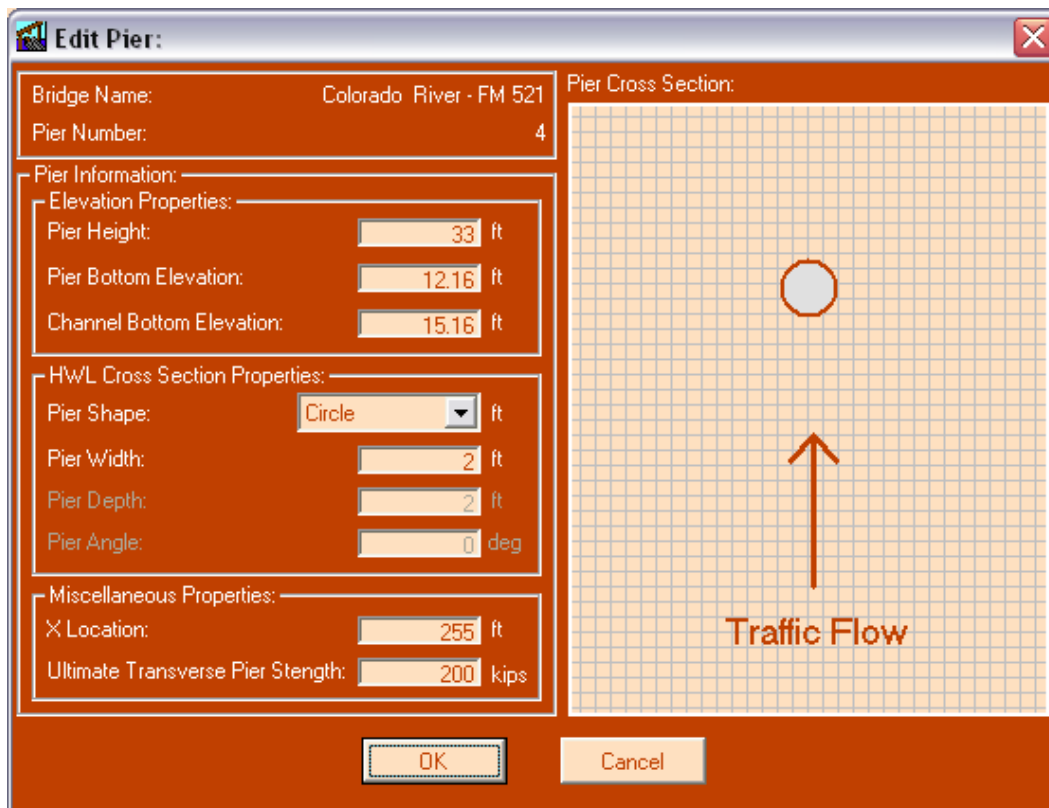 Edit Pier:
Bridge Name: Colorado River - FM 521
Pier Number: 4
Pier Information:
Elevation Properties:
Pier Height: 33 ft
Pier Bottom Elevation: 12.16 ft
Channel Bottom Elevation: 15.16 ft
HWL Cross Section Properties:
Pier Shape: Circle ft
Pier Width: 2 ft
Pier Depth: 2 ft
Pier Angle: 0 deg
Miscellaneous Properties:
X Location: 255 ft
Ultimate Transverse Pier Stength: 200 kips
Pier Cross Section:
Traffic Flow
OK Cancel